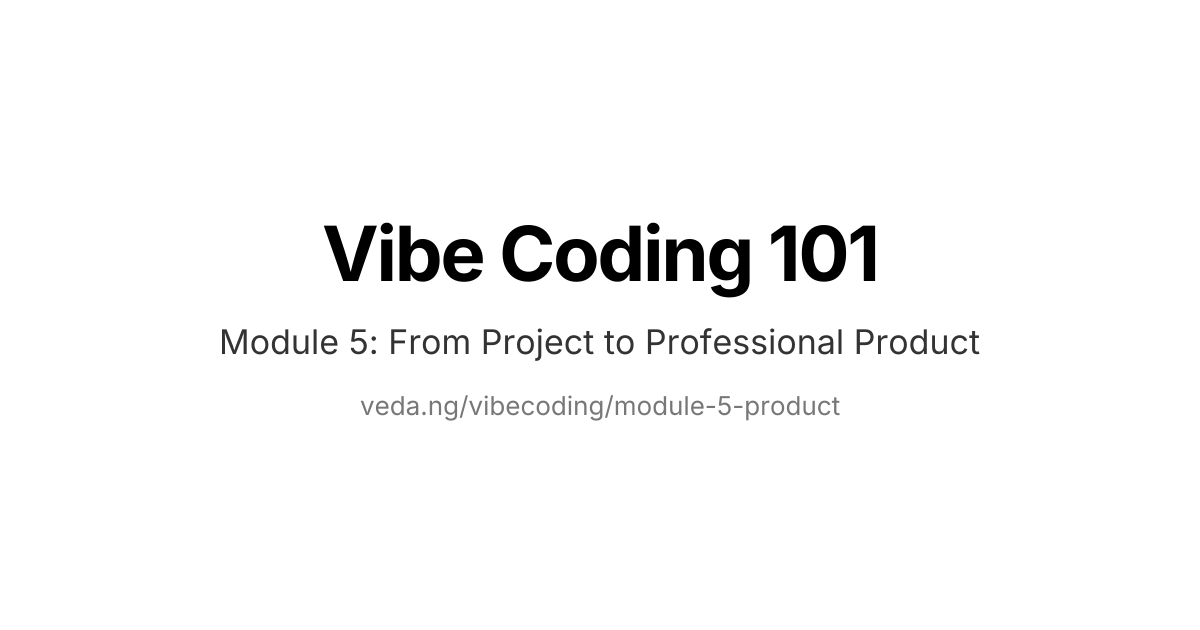 Vibe Coding 101
Module 5: From Project to Professional Product
veda.ng/vibecoding/module-5-product